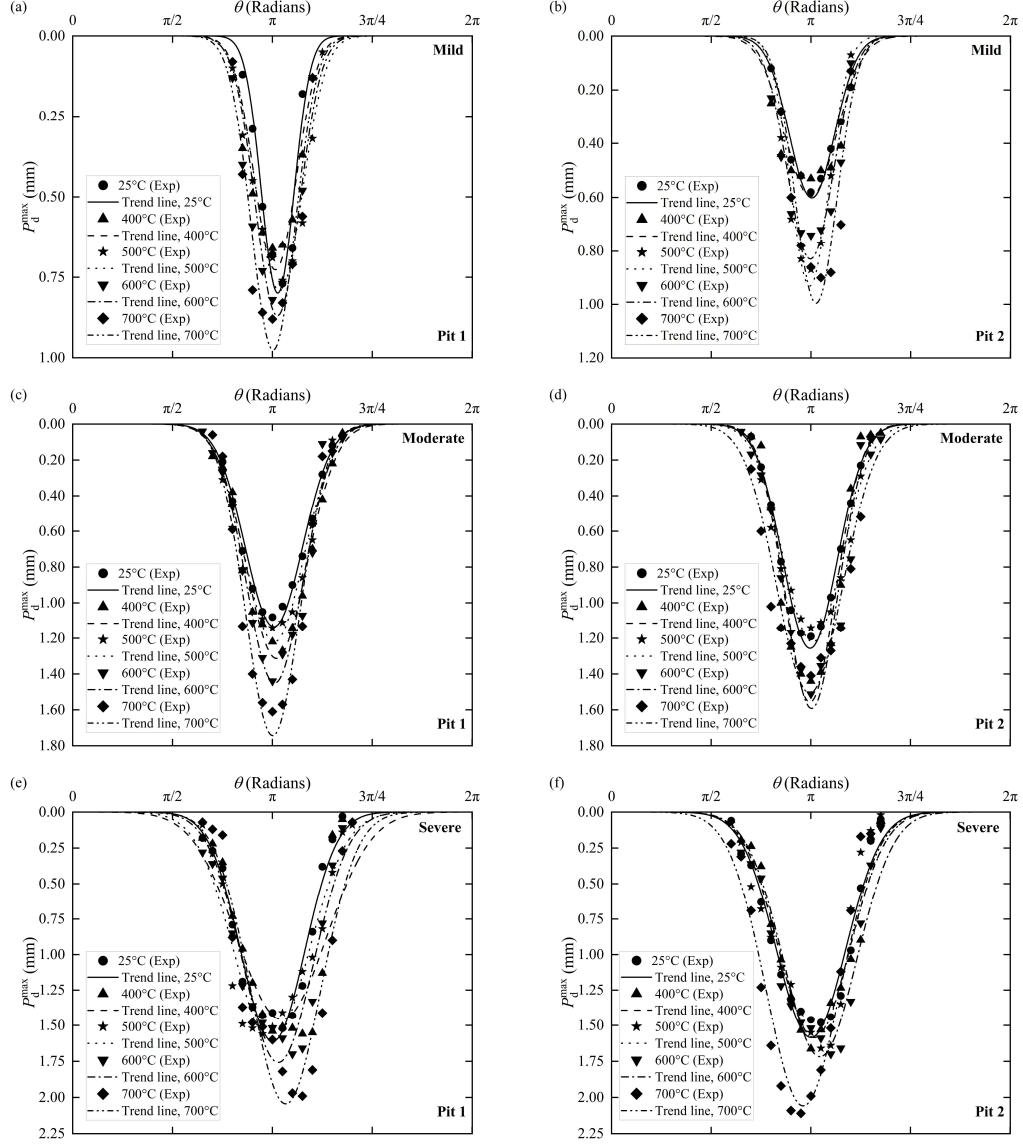 (a)
θ (Radians)
0 π/2 π 3π/4 2π
0.00
0.25
0.50
0.75
1.00
P_d^max (mm)
Mild
25°C (Exp)
Trend line, 25°C
400°C (Exp)
Trend line, 400°C
500°C (Exp)
Trend line, 500°C
600°C (Exp)
Trend line, 600°C
700°C (Exp)
Trend line, 700°C
Pit 1
(b)
θ (Radians)
0 π/2 π 3π/4 2π
0.00
0.20
0.40
0.60
0.80
1.00
1.20
P_d^max (mm)
Mild
25°C (Exp)
Trend line, 25°C
400°C (Exp)
Trend line, 400°C
500°C (Exp)
Trend line, 500°C
600°C (Exp)
Trend line, 600°C
700°C (Exp)
Trend line, 700°C
Pit 2
(c)
θ (Radians)
0 π/2 π 3π/4 2π
0.00
0.20
0.40
0.60
0.80
1.00
1.20
1.40
1.60
1.80
P_d^max (mm)
Moderate
25°C (Exp)
Trend line, 25°C
400°C (Exp)
Trend line, 400°C
500°C (Exp)
Trend line, 500°C
600°C (Exp)
Trend line, 600°C
700°C (Exp)
Trend line, 700°C
Pit 1
(d)
θ (Radians)
0 π/2 π 3π/4 2π
0.00
0.20
0.40
0.60
0.80
1.00
1.20
1.40
1.60
1.80
P_d^max (mm)
Moderate
25°C (Exp)
Trend line, 25°C
400°C (Exp)
Trend line, 400°C
500°C (Exp)
Trend line, 500°C
600°C (Exp)
Trend line, 600°C
700°C (Exp)
Trend line, 700°C
Pit 2
(e)
θ (Radians)
0 π/2 π 3π/4 2π
0.00
0.25
0.50
0.75
1.00
1.25
1.50
1.75
2.00
2.25
P_d^max (mm)
Severe
25°C (Exp)
Trend line, 25°C
400°C (Exp)
Trend line, 400°C
500°C (Exp)
Trend line, 500°C
600°C (Exp)
Trend line, 600°C
700°C (Exp)
Trend line, 700°C
Pit 1
(f)
θ (Radians)
0 π/2 π 3π/4 2π
0.00
0.25
0.50
0.75
1.00
1.25
1.50
1.75
2.00
2.25
P_d^max (mm)
Severe
25°C (Exp)
Trend line, 25°C
400°C (Exp)
Trend line, 400°C
500°C (Exp)
Trend line, 500°C
600°C (Exp)
Trend line, 600°C
700°C (Exp)
Trend line, 700°C
Pit 2